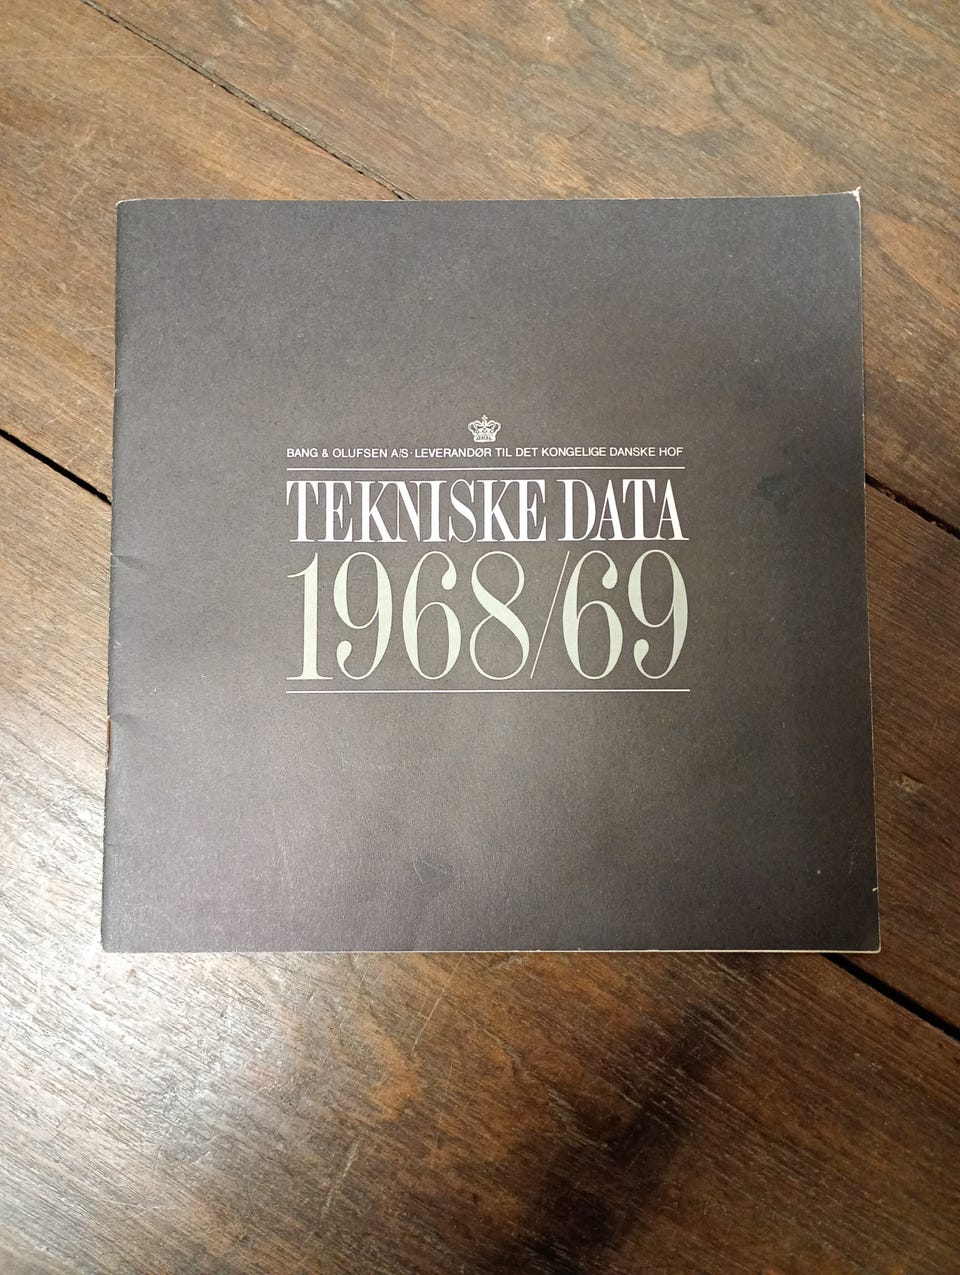 BANG & OLUFSEN A/S · LEVERANDØR TIL DET KONGELIGE DANSKE HOF
TEKNISKE DATA
1968/69